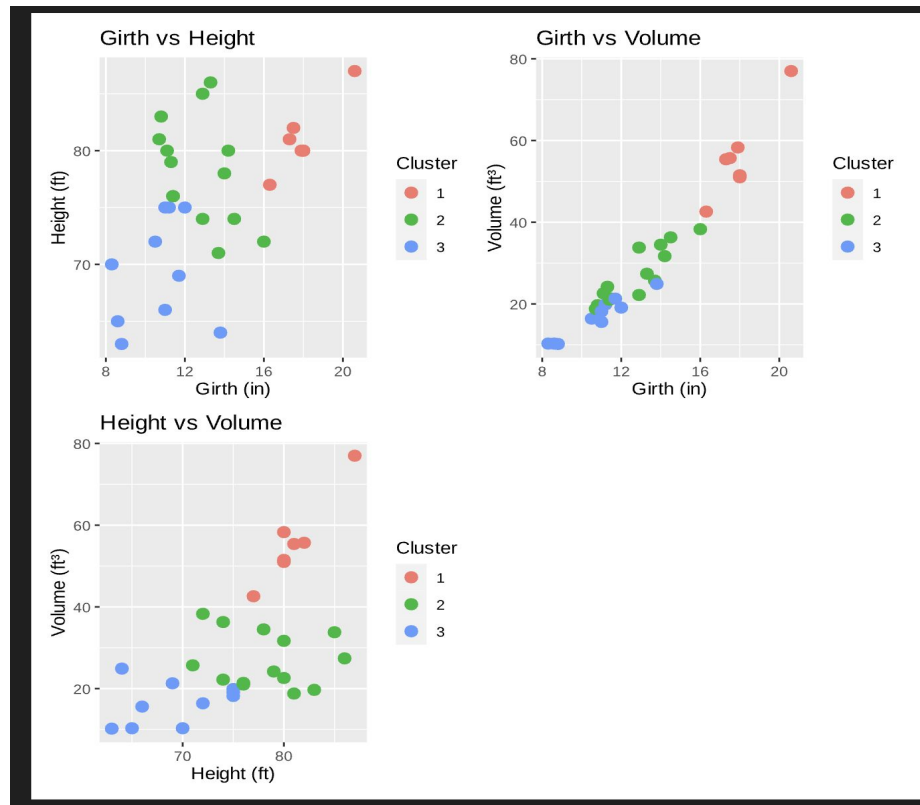 Girth vs Height
Height (ft)
80
70
8
12
16
20
Girth (in)
Cluster
1
2
3
Girth vs Volume
Volume (ft³)
80
60
40
20
8
12
16
20
Girth (in)
Cluster
1
2
3
Height vs Volume
Volume (ft³)
80
60
40
20
70
80
Height (ft)
Cluster
1
2
3